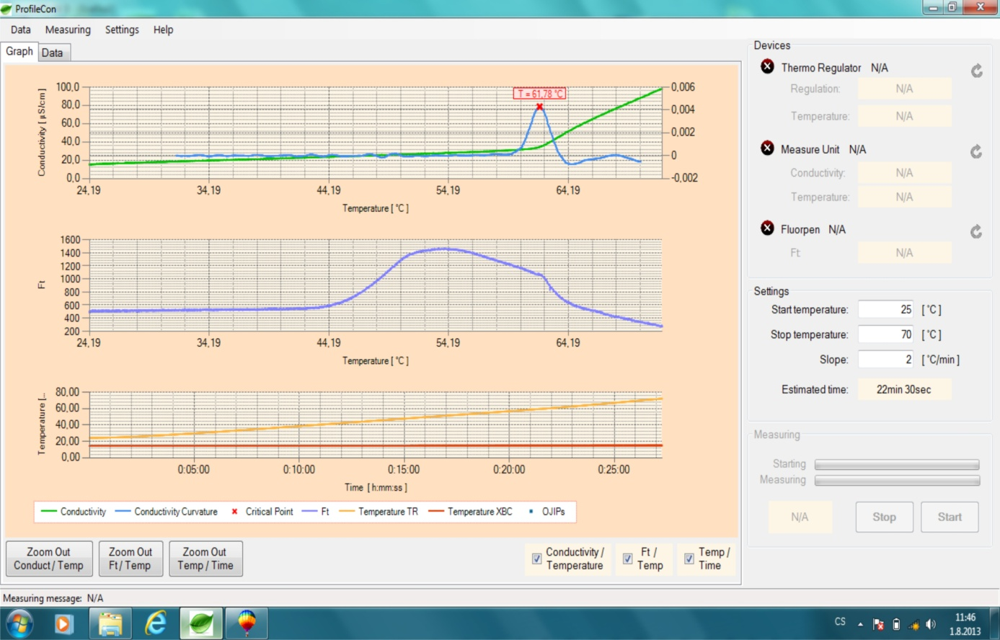 ProfileCon
Data Measuring Settings Help
Graph Data
Conductivity [ µS/cm ]
100,0
80,0
60,0
40,0
20,0
0,0
T = 61,78 °C
0,006
0,004
0,002
0
-0,002
24,19 34,19 44,19 54,19 64,19
Temperature [ °C ]
Ft
1600
1400
1200
1000
800
600
400
200
24,19 34,19 44,19 54,19 64,19
Temperature [ °C ]
Temperature [...
80,00
60,00
40,00
20,00
0,00
0:05:00 0:10:00 0:15:00 0:20:00 0:25:00
Time [ h:mm:ss ]
Conductivity Conductivity Curvature Critical Point Ft Temperature TR Temperature XBC OJIPs
Zoom Out
Conduct / Temp
Zoom Out
Ft / Temp
Zoom Out
Temp / Time
Conductivity /
Temperature
Ft /
Temp
Temp /
Time
Devices
Thermo Regulator N/A
Regulation: N/A
Temperature: N/A
Measure Unit N/A
Conductivity: N/A
Temperature: N/A
Fluorpen N/A
Ft: N/A
Settings
Start temperature: 25 [ °C ]
Stop temperature: 70 [ °C ]
Slope: 2 [ °C/min ]
Estimated time: 22min 30sec
Measuring
Starting
Measuring
N/A Stop Start
Measuring message: N/A
CS
11:46
1.8.2013